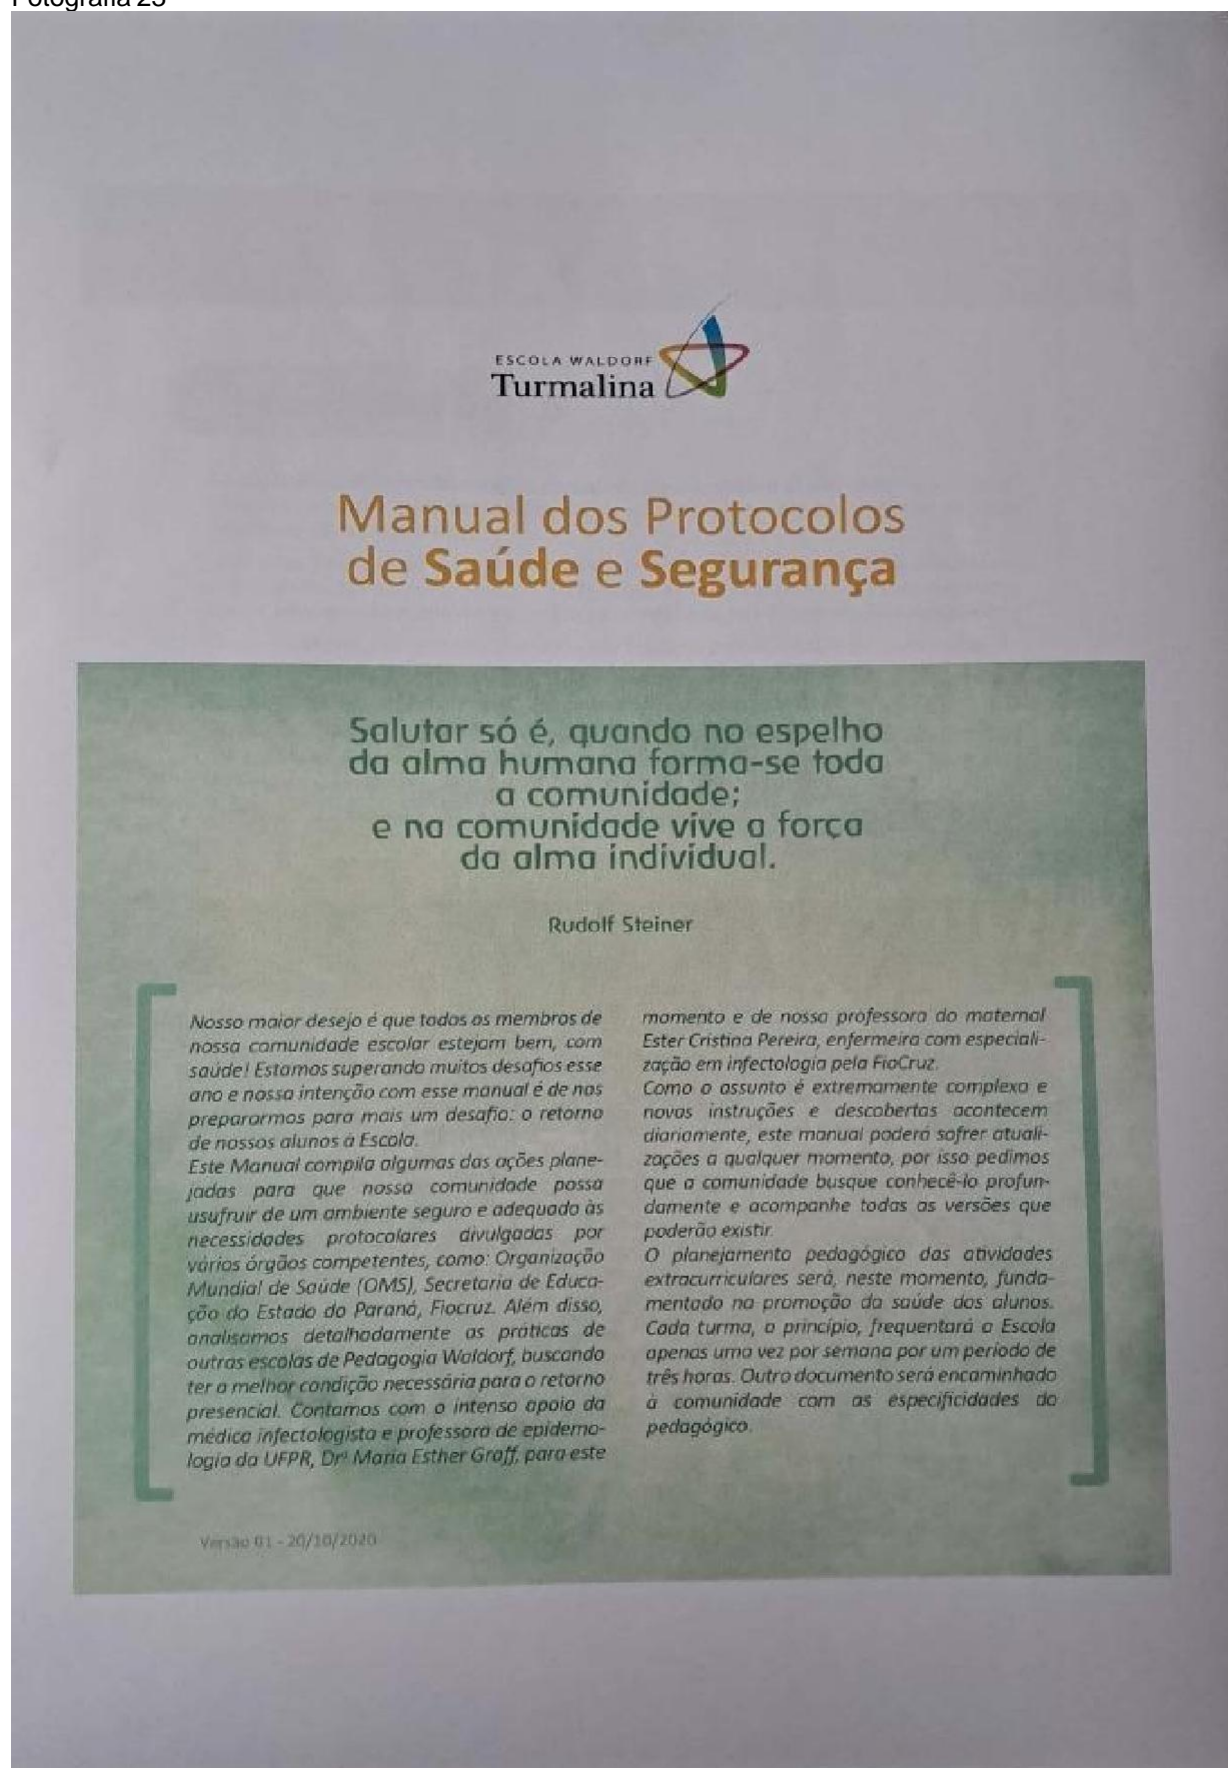 Fotografia 23
ESCOLA WALDORF
Turmalina
Manual dos Protocolos
de Saúde e Segurança
Salutar só é, quando no espelho
da alma humana forma-se toda
a comunidade;
e na comunidade vive a força
da alma individual.
Rudolf Steiner
Nosso maior desejo é que todos os membros de
nossa comunidade escolar estejam bem, com
saúde! Estamos superando muitos desafios esse
ano e nossa intenção com esse manual é de nos
prepararmos para mais um desafio: o retorno
de nossos alunos à Escola.
Este Manual compila algumas das ações plane-
jadas para que nossa comunidade possa
usufruir de um ambiente seguro e adequado às
necessidades protocolares divulgadas por
vários órgãos competentes, como: Organização
Mundial de Saúde (OMS), Secretaria de Educa-
ção do Estado do Paraná, Fiocruz. Além disso,
analisamos detalhadamente as práticas de
outras escolas de Pedagogia Waldorf, buscando
ter a melhor condição necessária para o retorno
presencial. Contamos com o intenso apoio da
médica infectologista e professora de epidemo-
logia da UFPR, Drª Maria Esther Graff, para este
momento e de nossa professora do maternal
Ester Cristina Pereira, enfermeira com especiali-
zação em infectologia pela FioCruz.
Como o assunto é extremamente complexo e
novas instruções e descobertas acontecem
diariamente, este manual poderá sofrer atuali-
zações a qualquer momento, por isso pedimos
que a comunidade busque conhecê-lo profun-
damente e acompanhe todas as versões que
poderão existir.
O planejamento pedagógico das atividades
extracurriculares será, neste momento, funda-
mentado na promoção da saúde dos alunos.
Cada turma, a princípio, frequentará a Escola
apenas uma vez por semana por um período de
três horas. Outro documento será encaminhado
à comunidade com as especificidades do
pedagógico.
Versão 01 - 20/10/2020